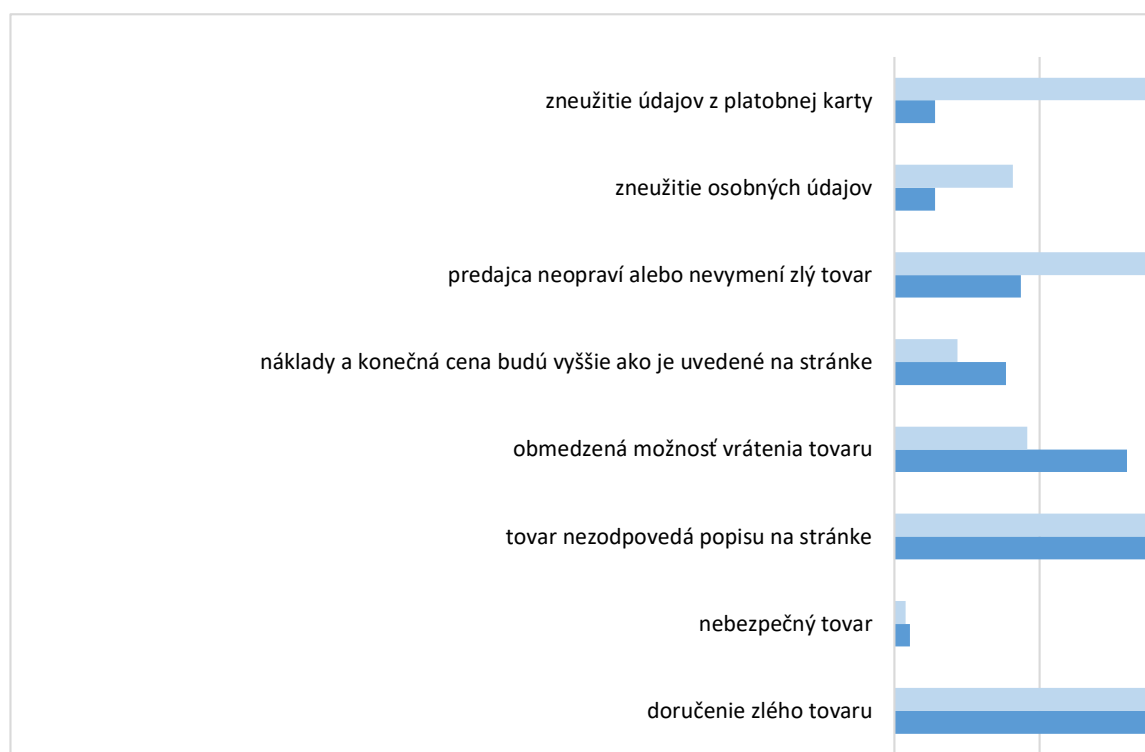 zneužitie údajov z platobnej karty
zneužitie osobných údajov
predajca neopraví alebo nevymení zlý tovar
náklady a konečná cena budú vyššie ako je uvedené na stránke
obmedzená možnosť vrátenia tovaru
tovar nezodpovedá popisu na stránke
nebezpečný tovar
doručenie zlého tovaru